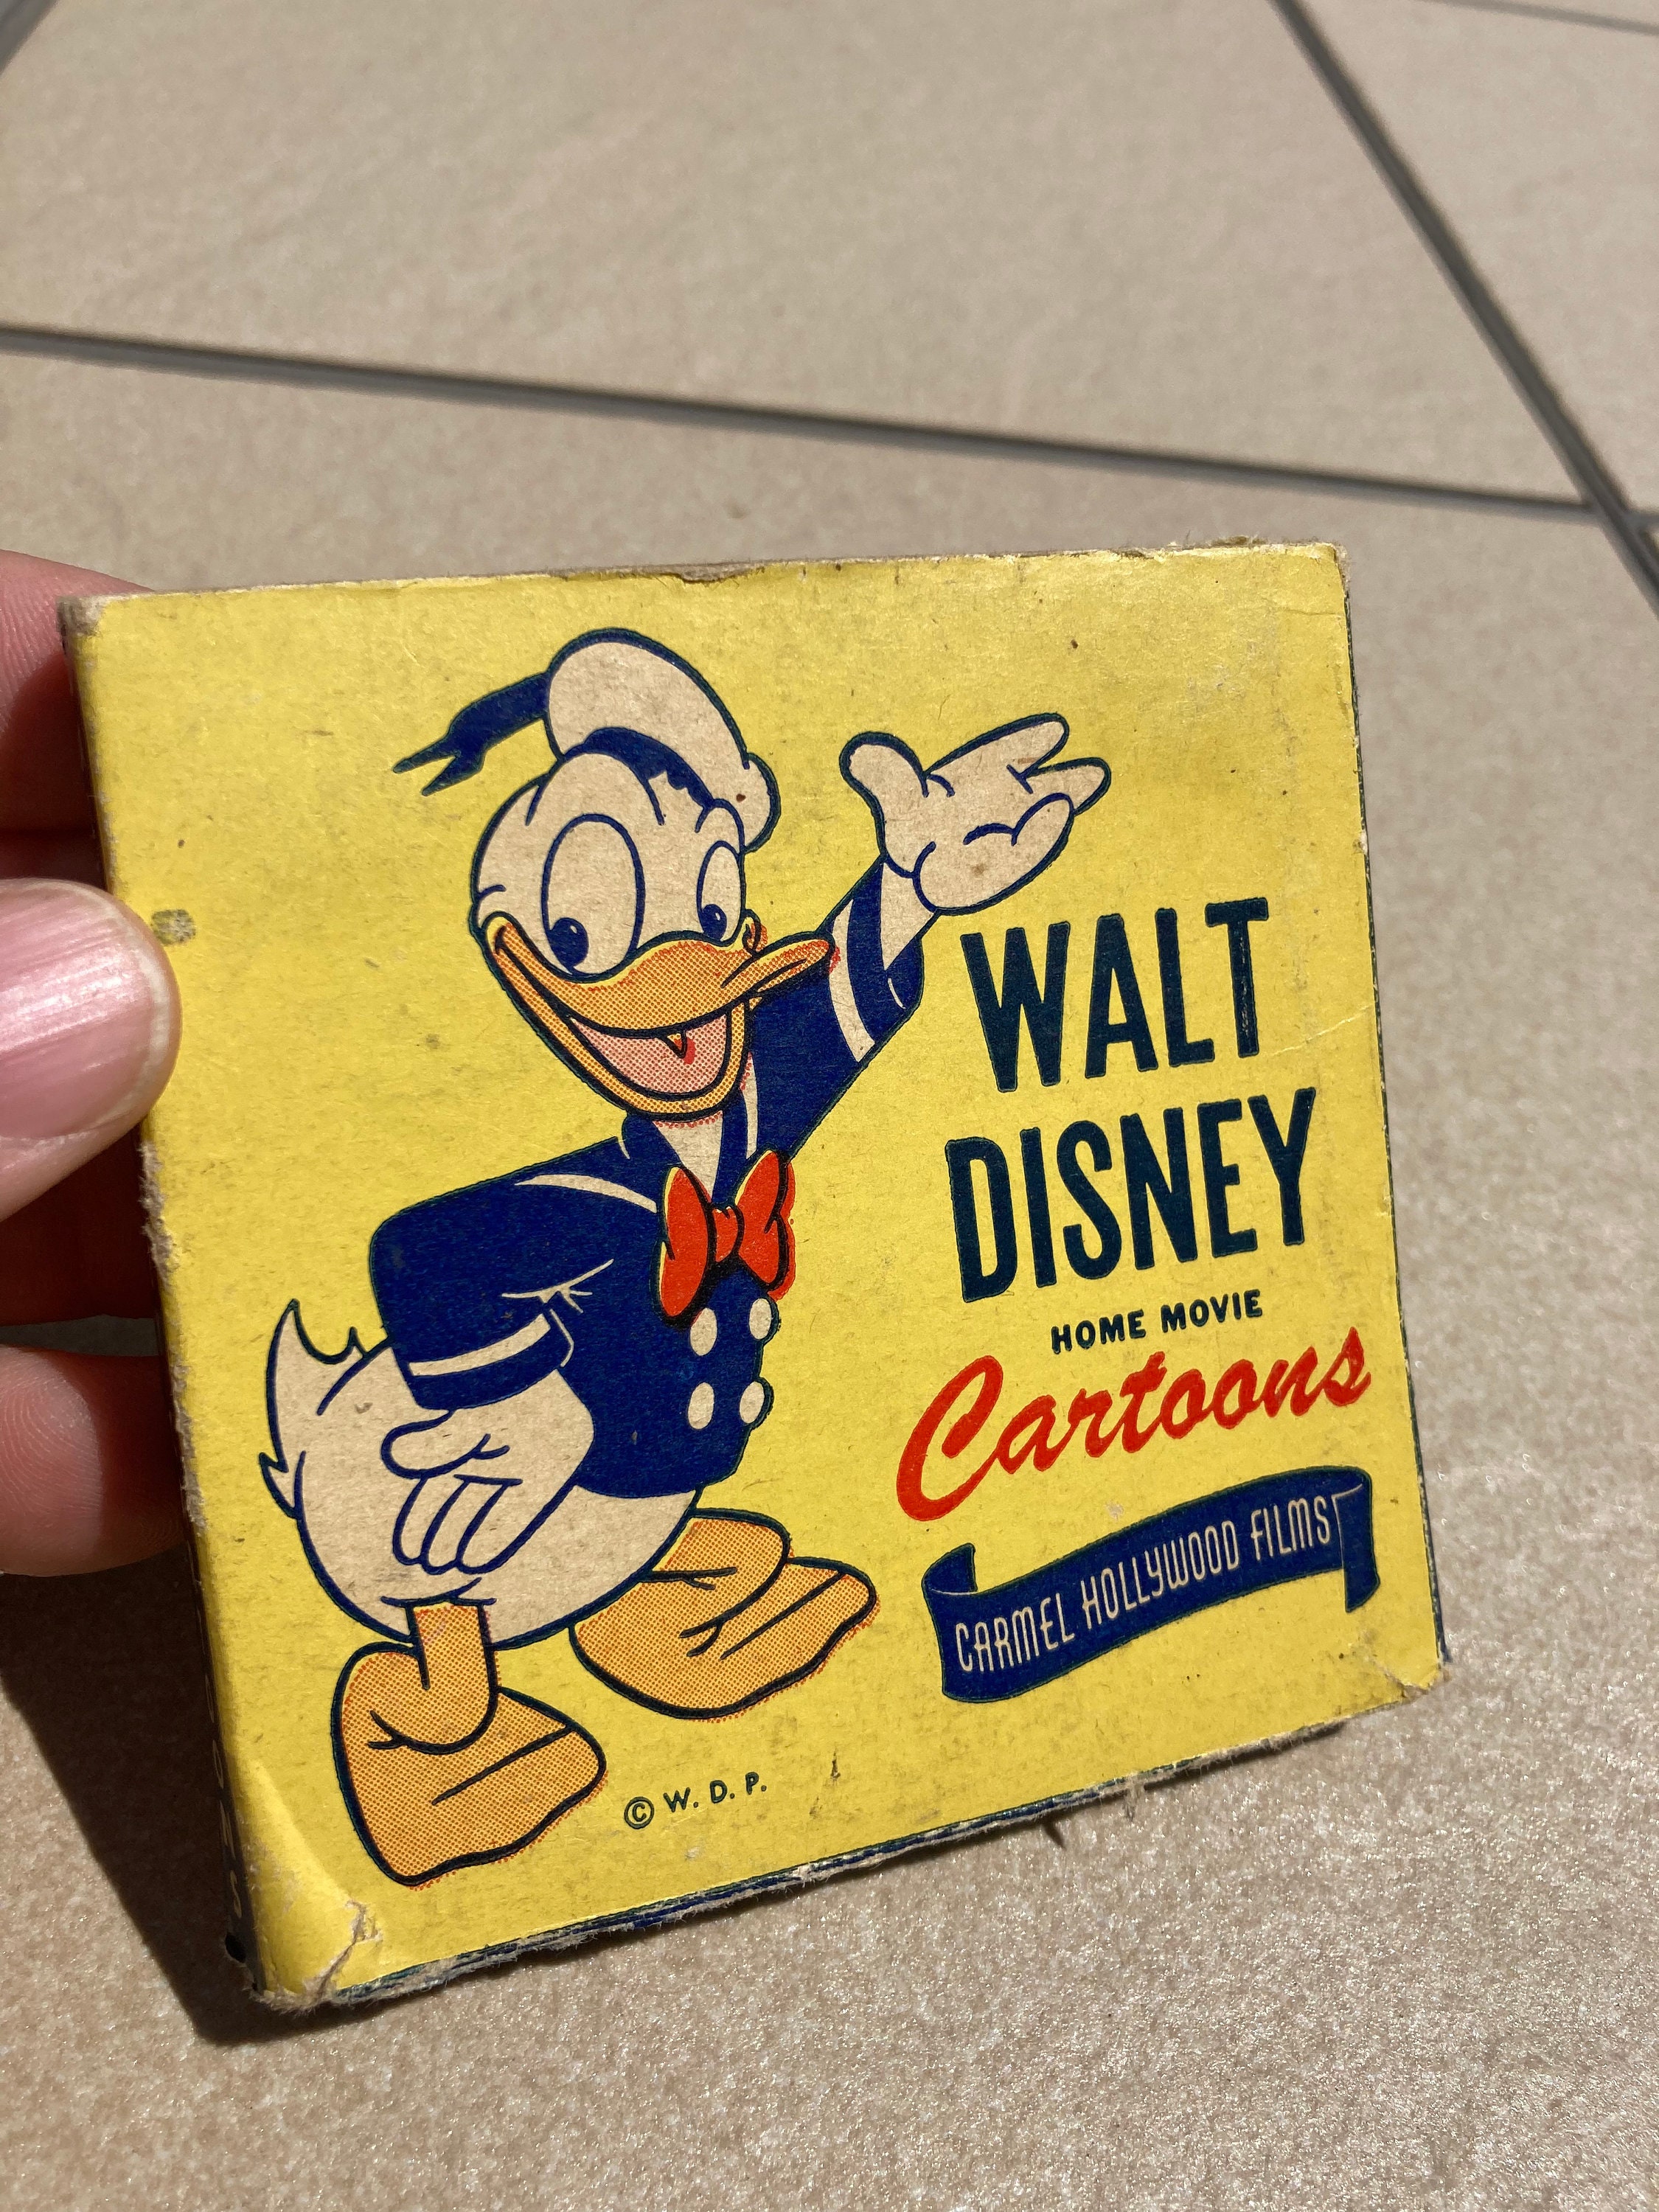 WALT
DISNEY
HOME MOVIE
Cartoons
CARMEL HOLLYWOOD FILMS
© W. D. P.